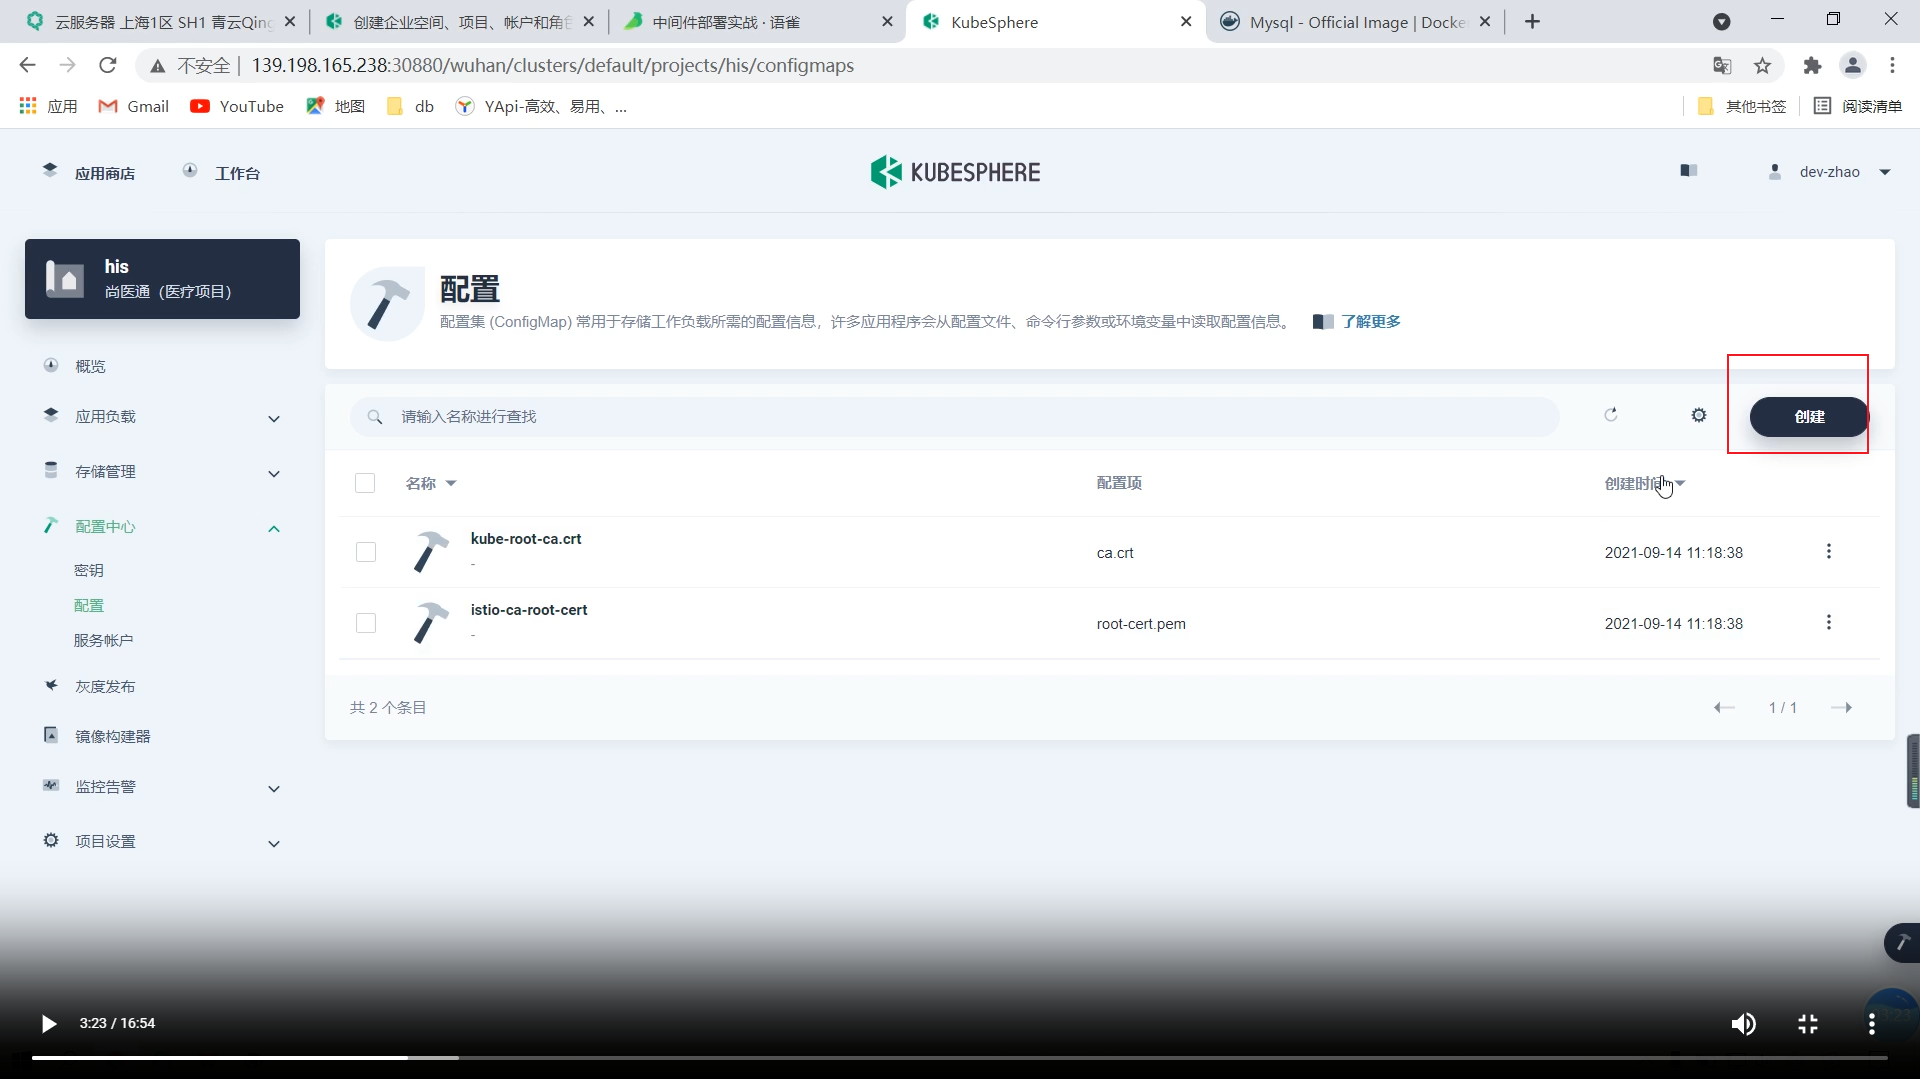 云服务器 上海1区 SH1 青云Qing
创建企业空间、项目、帐户和角色
中间件部署实战 · 语雀
KubeSphere
Mysql - Official Image | Docke
不安全 | 139.198.165.238:30880/wuhan/clusters/default/projects/his/configmaps
应用
Gmail
YouTube
地图
db
YApi-高效、易用、...
其他书签
阅读清单
应用商店
工作台
KUBESPHERE
dev-zhao
his
尚医通（医疗项目）
概览
应用负载
存储管理
配置中心
密钥
配置
服务帐户
灰度发布
镜像构建器
监控告警
项目设置
配置
配置集 (ConfigMap) 常用于存储工作负载所需的配置信息，许多应用程序会从配置文件、命令行参数或环境变量中读取配置信息。
了解更多
请输入名称进行查找
创建
名称
配置项
创建时间
kube-root-ca.crt
-
ca.crt
2021-09-14 11:18:38
istio-ca-root-cert
-
root-cert.pem
2021-09-14 11:18:38
共 2 个条目
1 / 1
3:23 / 16:54